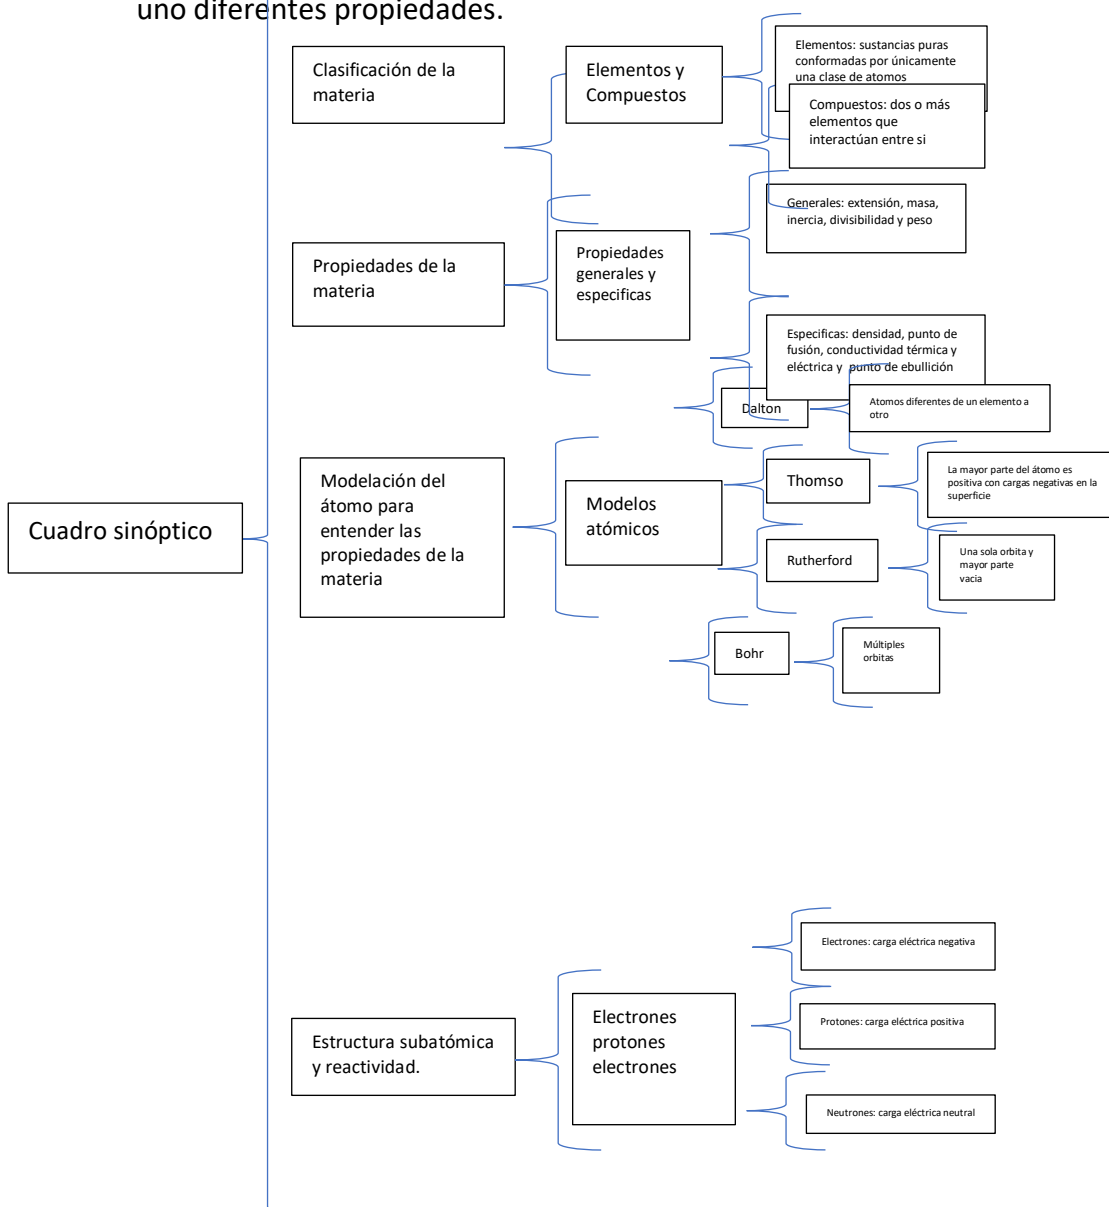 uno diferentes propiedades.
Clasificación de la
materia
Elementos y
Compuestos
Elementos: sustancias puras
conformadas por únicamente
una clase de atomos
Compuestos: dos o más
elementos que
interactúan entre si
Propiedades de la
materia
Propiedades
generales y
especificas
Generales: extensión, masa,
inercia, divisibilidad y peso
Especificas: densidad, punto de
fusión, conductividad térmica y
eléctrica y punto de ebullición
Cuadro sinóptico
Modelación del
átomo para
entender las
propiedades de la
materia
Modelos
atómicos
Dalton
Atomos diferentes de un elemento a
otro
Thomso
La mayor parte del átomo es
positiva con cargas negativas en la
superficie
Rutherford
Una sola orbita y
mayor parte
vacia
Bohr
Múltiples
orbitas
Estructura subatómica
y reactividad.
Electrones
protones
electrones
Electrones: carga eléctrica negativa
Protones: carga eléctrica positiva
Neutrones: carga eléctrica neutral